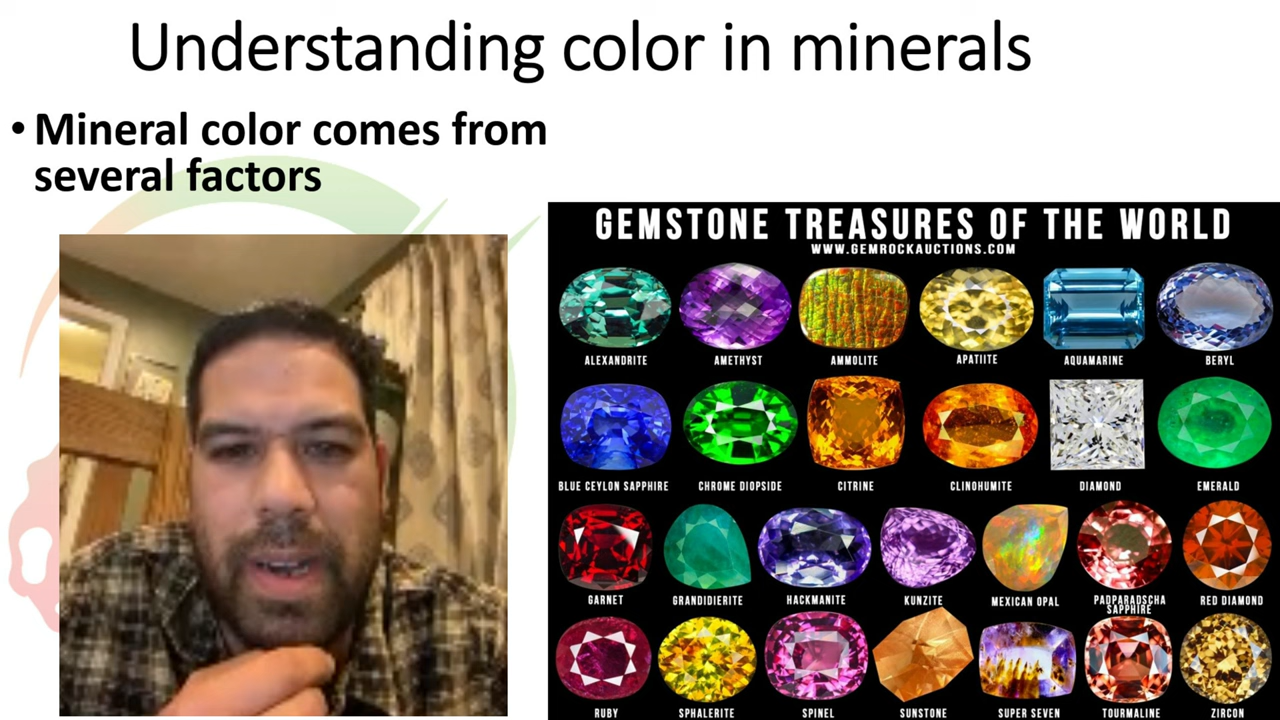 Understanding color in minerals
• Mineral color comes from
several factors
GEMSTONE TREASURES OF THE WORLD
WWW.GEMROCKAUCTIONS.COM
ALEXANDRITE AMETHYST AMMOLITE APATIITE AQUAMARINE BERYL
BLUE CEYLON SAPPHIRE CHROME DIOPSIDE CITRINE CLINOHUMITE DIAMOND EMERALD
GARNET GRANDIDIERITE HACKMANITE KUNZITE MEXICAN OPAL PADPARADSCHA SAPPHIRE RED DIAMOND
RUBY SPHALERITE SPINEL SUNSTONE SUPER SEVEN TOURMALINE ZIRCON